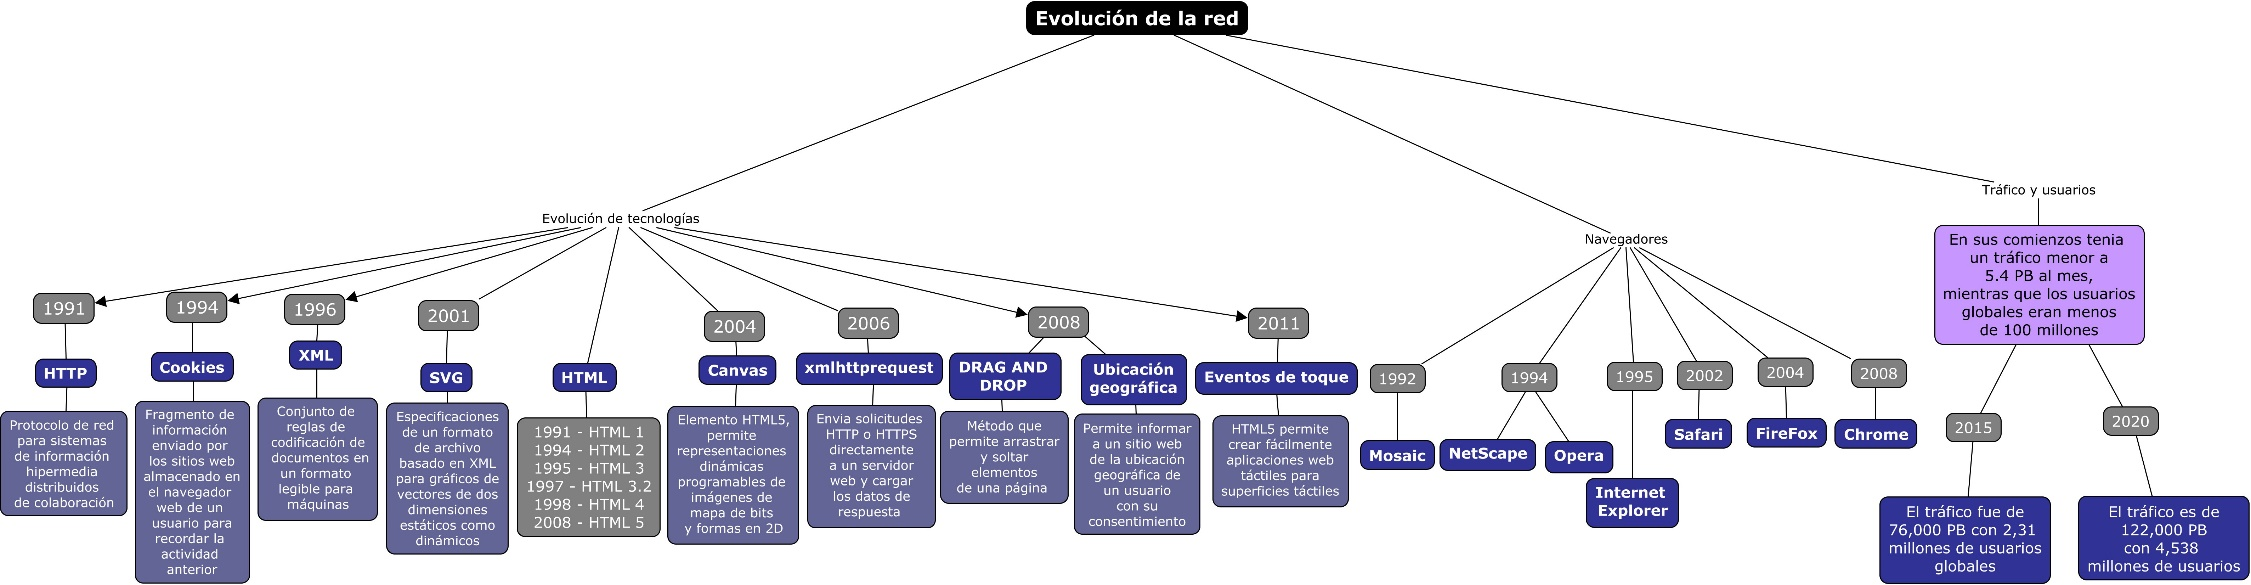 Evolución de la red
Evolución de tecnologías
1991
HTTP
Protocolo de red
para sistemas
de información
hipermedia
distribuidos
de colaboración
1994
Cookies
Fragmento de
información
enviado por
los sitios web
almacenado en
el navegador
web de un
usuario para
recordar la
actividad
anterior
1996
XML
Conjunto de
reglas de
codificación de
documentos en
un formato
legible para
máquinas
2001
SVG
Especificaciones
de un formato
de archivo
basado en XML
para gráficos de
vectores de dos
dimensiones
estáticos como
dinámicos
HTML
1991 - HTML 1
1994 - HTML 2
1995 - HTML 3
1997 - HTML 3.2
1998 - HTML 4
2008 - HTML 5
2004
Canvas
Elemento HTML5,
permite
representaciones
dinámicas
programables de
imágenes de
mapa de bits
y formas en 2D
2006
xmlhttprequest
Envia solicitudes
HTTP o HTTPS
directamente
a un servidor
web y cargar
los datos de
respuesta
2008
DRAG AND
DROP
Método que
permite arrastrar
y soltar
elementos
de una página
Ubicación
geográfica
Permite informar
a un sitio web
de la ubicación
geográfica de
un usuario
con su
consentimiento
2011
Eventos de toque
HTML5 permite
crear fácilmente
aplicaciones web
táctiles para
superficies táctiles
Navegadores
1992
Mosaic
1994
NetScape
Opera
1995
Internet
Explorer
2002
Safari
2004
FireFox
2008
Chrome
Tráfico y usuarios
En sus comienzos tenia
un tráfico menor a
5.4 PB al mes,
mientras que los usuarios
globales eran menos
de 100 millones
2015
El tráfico fue de
76,000 PB con 2,31
millones de usuarios
globales
2020
El tráfico es de
122,000 PB
con 4,538
millones de usuarios